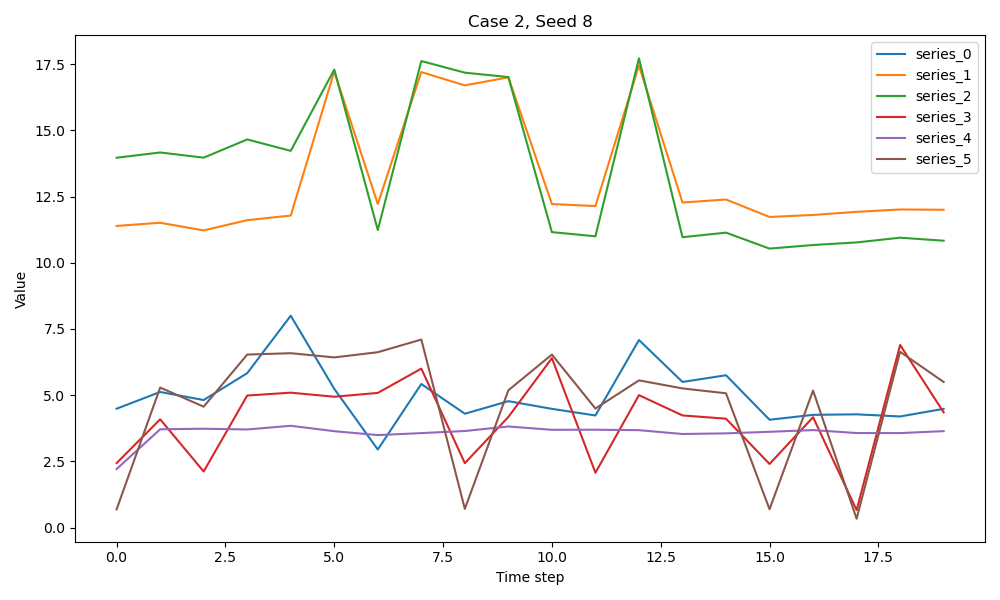 Case 2, Seed 8
17.5
15.0
12.5
10.0
7.5
5.0
2.5
0.0
Value
series_0
series_1
series_2
series_3
series_4
series_5
0.0 2.5 5.0 7.5 10.0 12.5 15.0 17.5
Time step